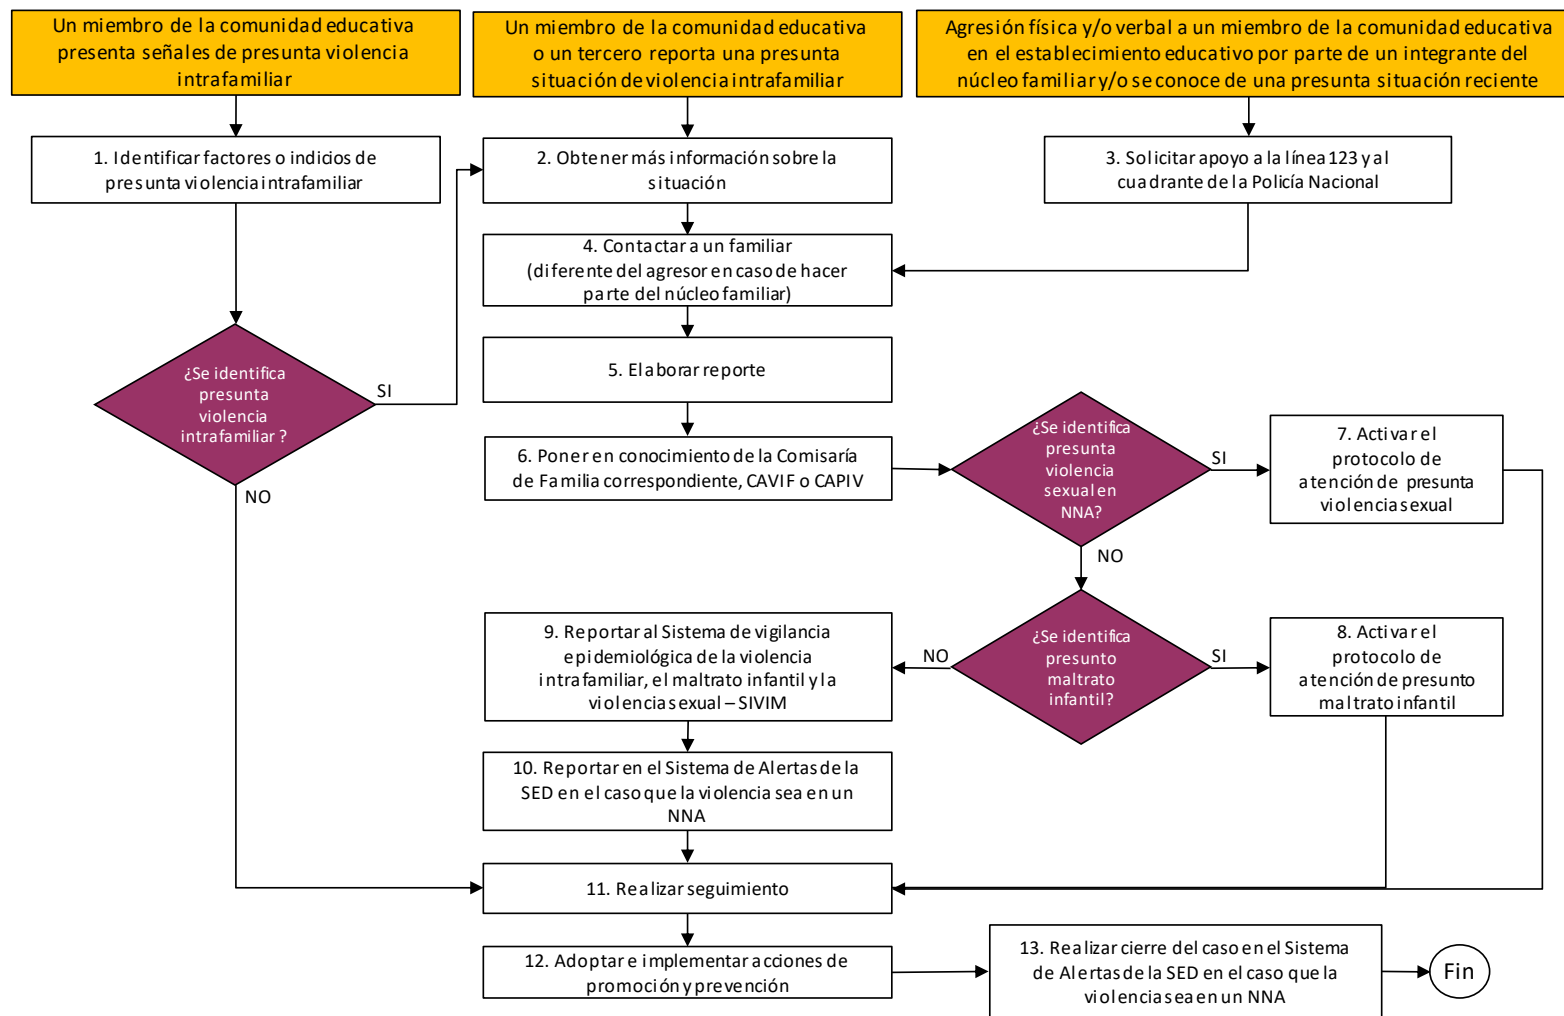 Un miembro de la comunidad educativa
presenta señales de presunta violencia
intrafamiliar
Un miembro de la comunidad educativa
o un tercero reporta una presunta
situación de violencia intrafamiliar
Agresión física y/o verbal a un miembro de la comunidad educativa
en el establecimiento educativo por parte de un integrante del
núcleo familiar y/o se conoce de una presunta situación reciente
1. Identificar factores o indicios de
presunta violencia intrafamiliar
2. Obtener más información sobre la
situación
3. Solicitar apoyo a la línea 123 y al
cuadrante de la Policía Nacional
4. Contactar a un familiar
(diferente del agresor en caso de hacer
parte del núcleo familiar)
¿Se identifica
presunta
violencia
intrafamiliar ?
SI
NO
5. Elaborar reporte
6. Poner en conocimiento de la Comisaría
de Familia correspondiente, CAVIF o CAPIV
¿Se identifica
presunta
violencia
sexual en
NNA?
SI
NO
7. Activar el
protocolo de
atención de presunta
violencia sexual
¿Se identifica
presunto
maltrato
infantil?
SI
NO
8. Activar el
protocolo de
atención de presunto
maltrato infantil
9. Reportar al Sistema de vigilancia
epidemiológica de la violencia
intrafamiliar, el maltrato infantil y la
violencia sexual – SIVIM
10. Reportar en el Sistema de Alertas de la
SED en el caso que la violencia sea en un
NNA
11. Realizar seguimiento
12. Adoptar e implementar acciones de
promoción y prevención
13. Realizar cierre del caso en el Sistema
de Alertas de la SED en el caso que la
violencia sea en un NNA
Fin